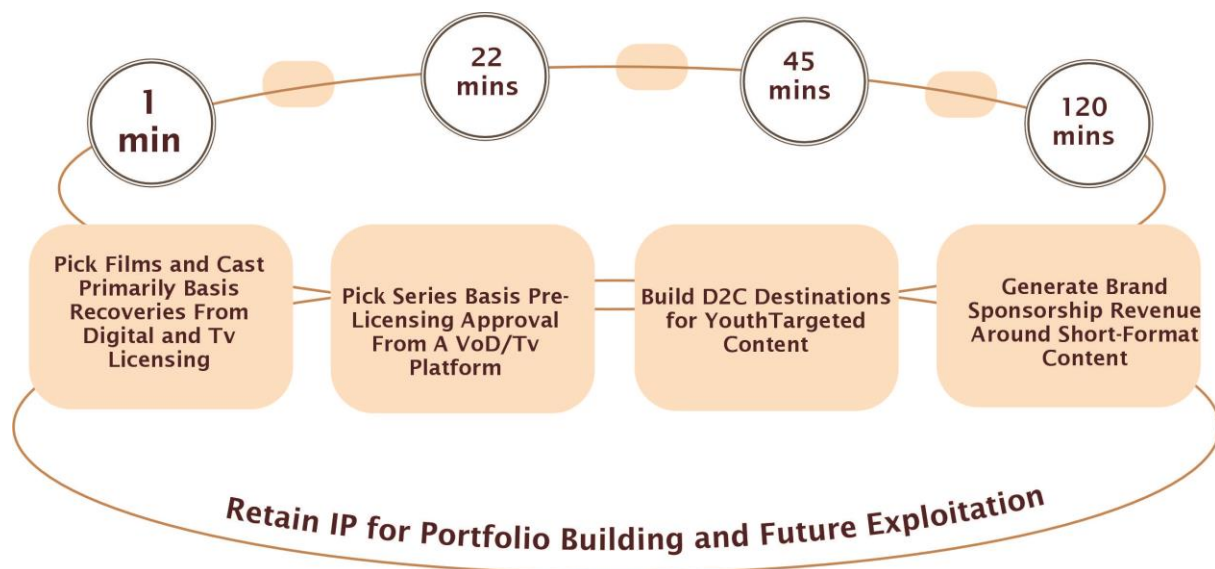 1
min
22
mins
45
mins
120
mins
Pick Films and Cast
Primarily Basis
Recoveries From
Digital and Tv
Licensing
Pick Series Basis Pre-
Licensing Approval
From A VoD/Tv
Platform
Build D2C Destinations
for YouthTargeted
Content
Generate Brand
Sponsorship Revenue
Around Short-Format
Content
Retain IP for Portfolio Building and Future Exploitation